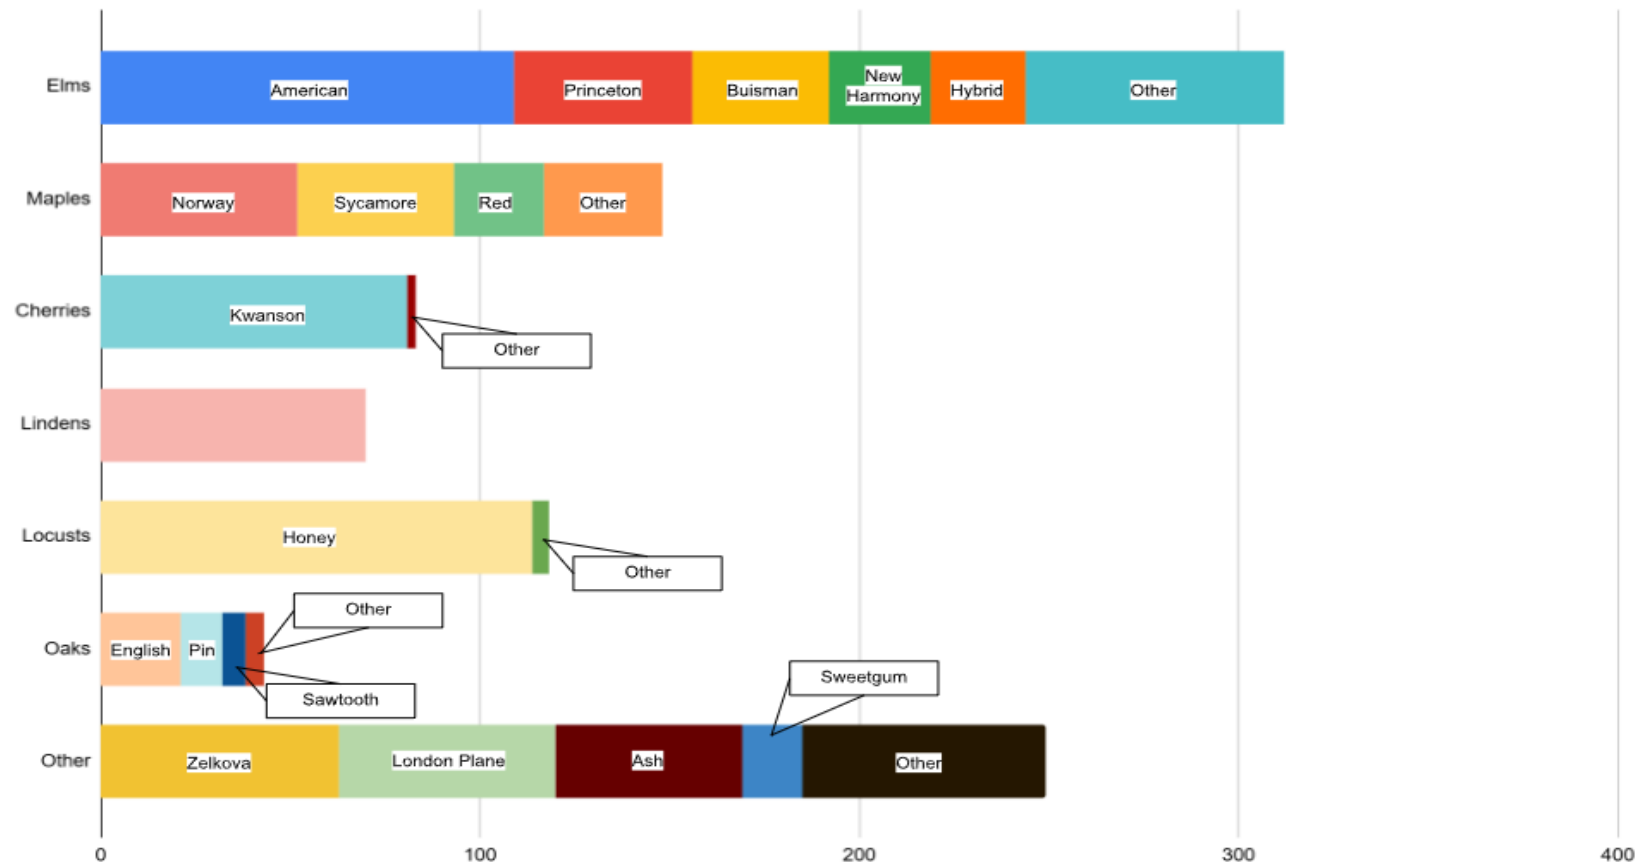 Elms
American
Princeton
Buisman
New
Harmony
Hybrid
Other
Maples
Norway
Sycamore
Red
Other
Cherries
Kwanson
Other
Lindens
Locusts
Honey
Other
Oaks
English
Pin
Other
Sawtooth
Sweetgum
Other
Zelkova
London Plane
Ash
Other
0
100
200
300
400